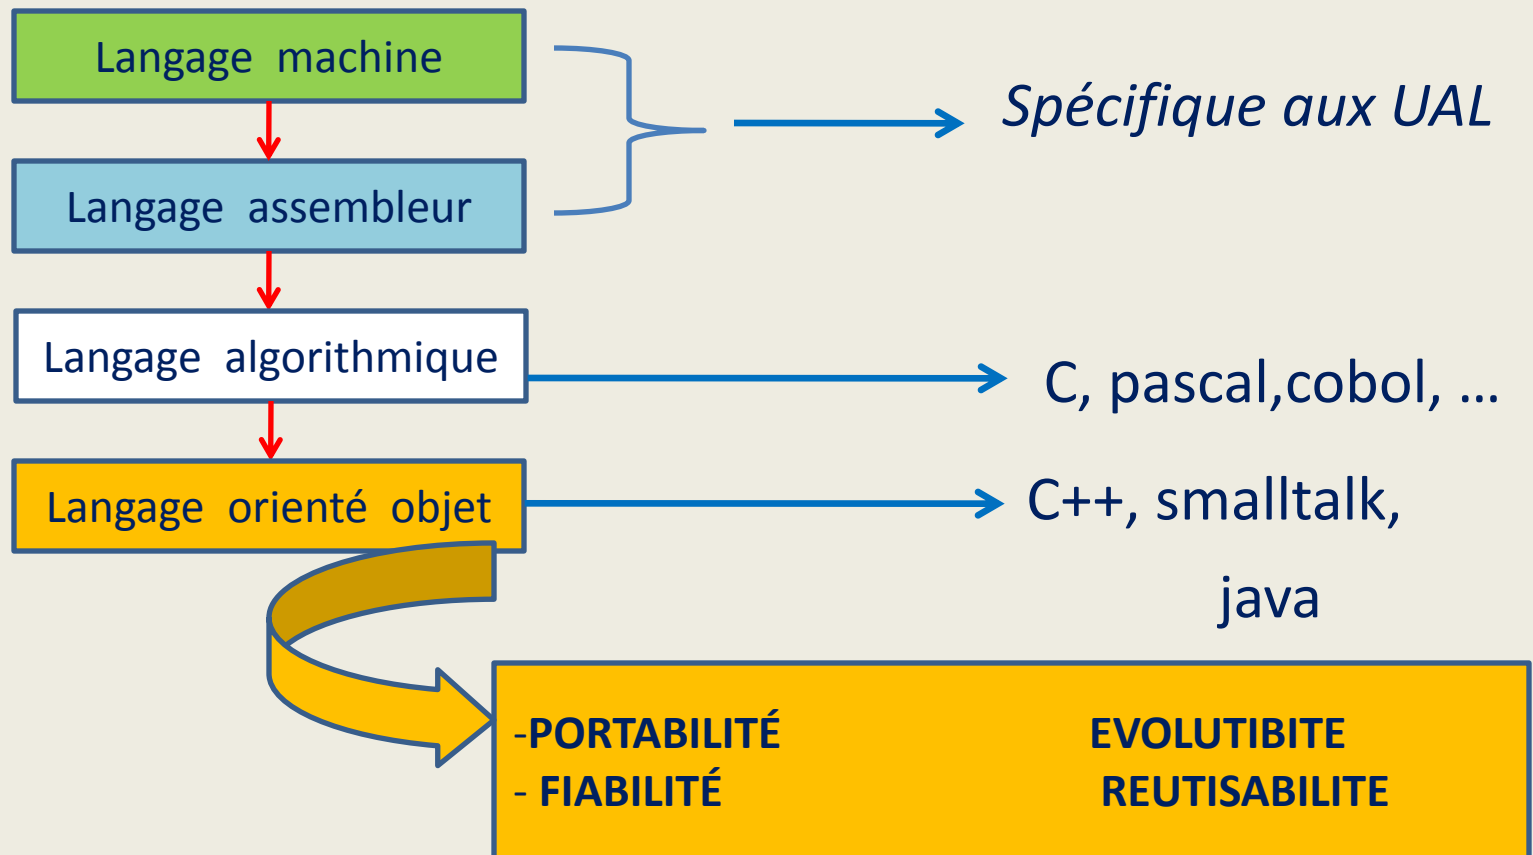 Langage machine
Spécifique aux UAL
Langage assembleur
Langage algorithmique
C, pascal,cobol, ...
Langage orienté objet
C++, smalltalk,
java
-PORTABILITÉ EVOLUTIBITE
- FIABILITÉ REUTISABILITE